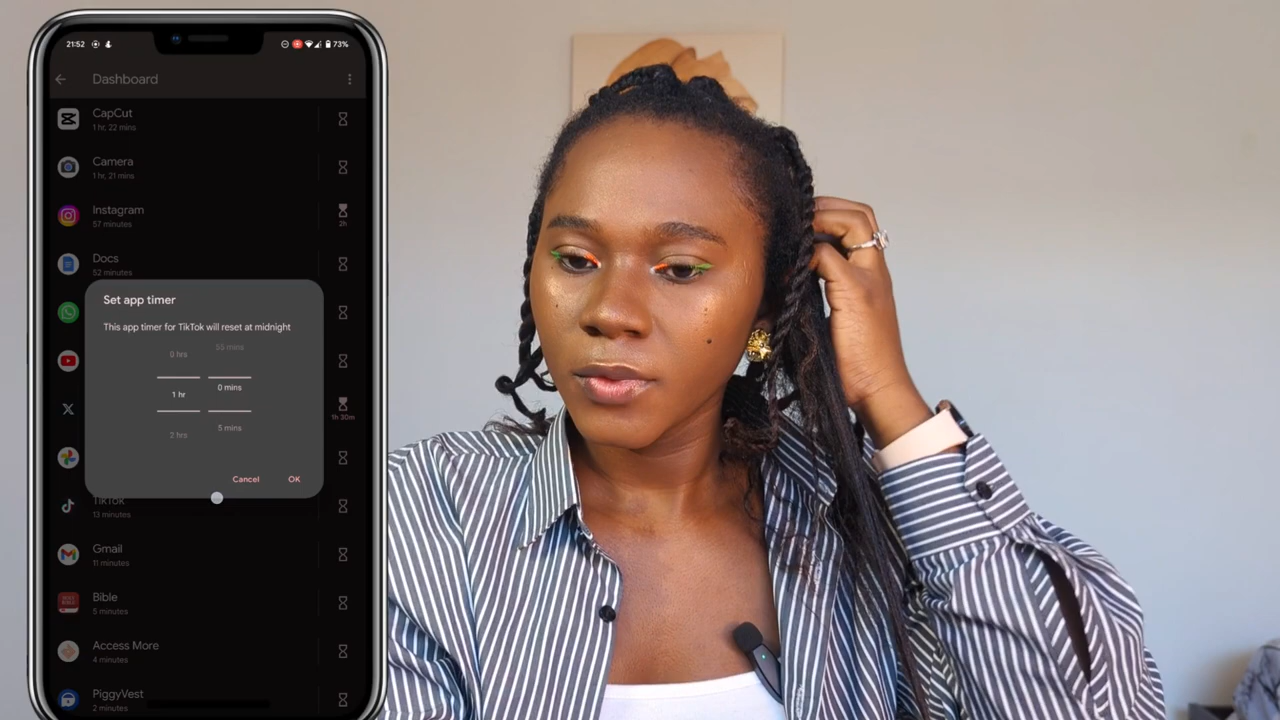 21:52
73%
Dashboard
CapCut
1 hr, 22 mins
Camera
1 hr, 21 mins
Instagram
57 minutes
2h
Docs
52 minutes
Set app timer
This app timer for TikTok will reset at midnight
0 hrs
55 mins
1 hr
0 mins
2 hrs
5 mins
1h 30m
Cancel
OK
TikTok
13 minutes
Gmail
11 minutes
Bible
5 minutes
Access More
4 minutes
PiggyVest
2 minutes